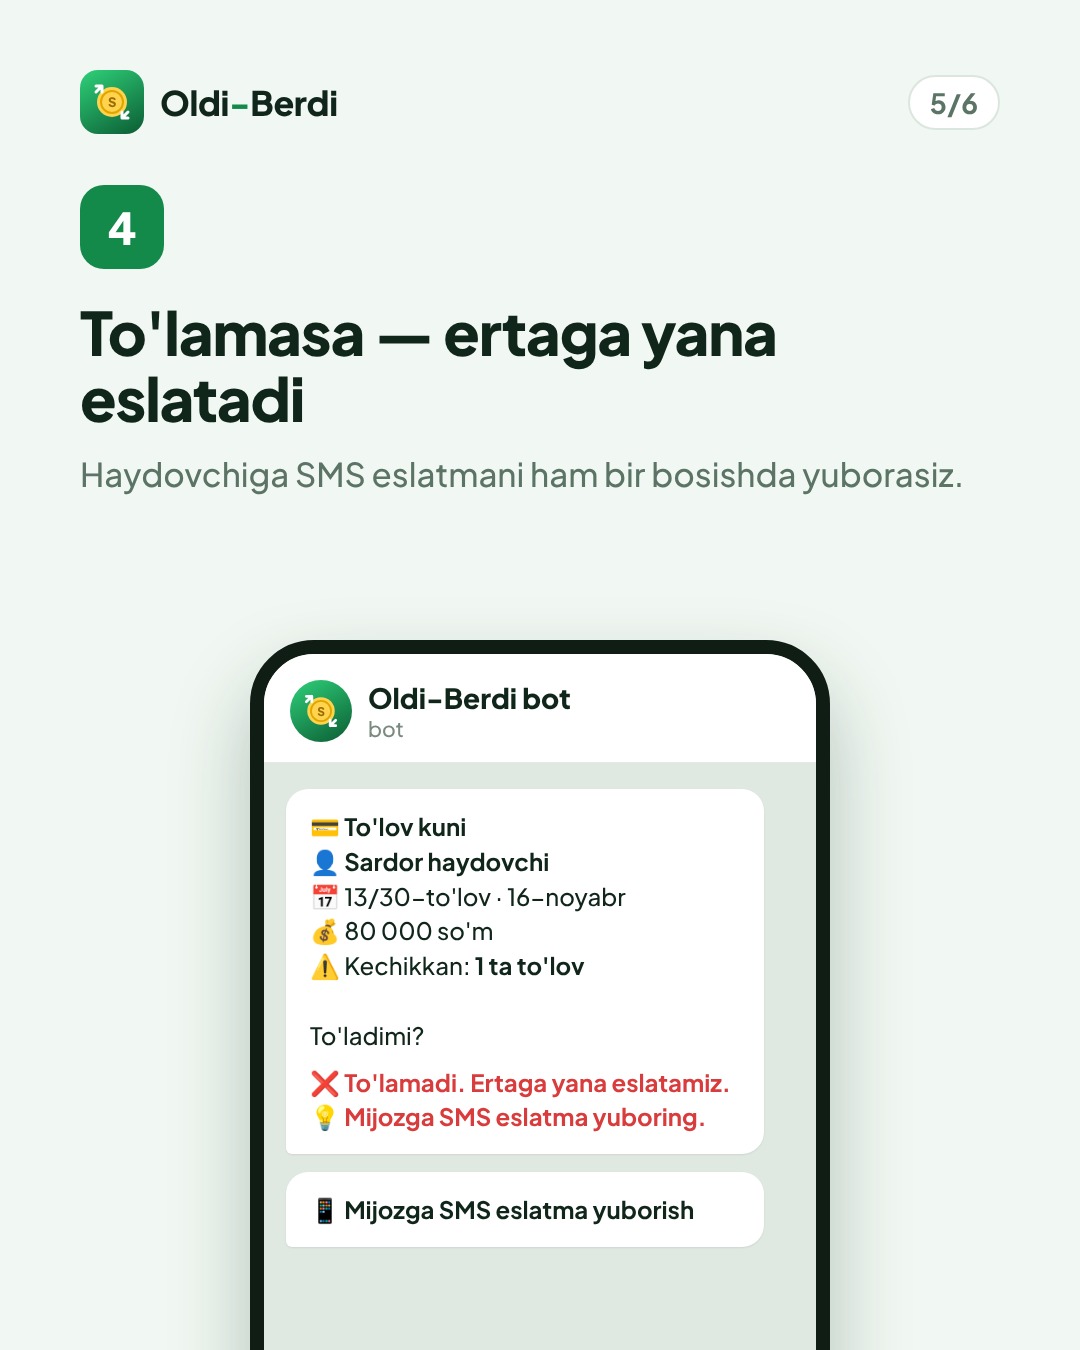 Oldi-Berdi
5/6
4
To'lamasa — ertaga yana
eslatadi
Haydovchiga SMS eslatmani ham bir bosishda yuborasiz.
Oldi-Berdi bot
bot
💳 To'lov kuni
👤 Sardor haydovchi
📅 13/30-to'lov · 16-noyabr
💰 80 000 so'm
⚠️ Kechikkan: 1 ta to'lov
To'ladimi?
❌ To'lamadi. Ertaga yana eslatamiz.
💡 Mijozga SMS eslatma yuboring.
📱 Mijozga SMS eslatma yuborish